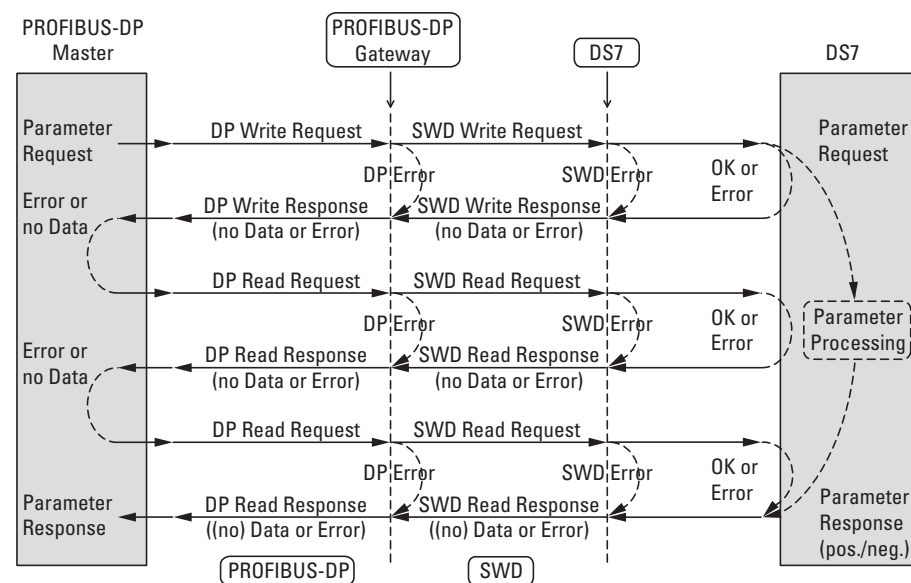 PROFIBUS-DP
Master
PROFIBUS-DP
Gateway
DS7
DS7
Parameter
Request
DP Write Request
SWD Write Request
Parameter
Request
DP Error
SWD Error
OK or
Error
Error or
no Data
DP Write Response
(no Data or Error)
SWD Write Response
(no Data or Error)
DP Read Request
SWD Read Request
DP Error
SWD Error
OK or
Error
Parameter
Processing
Error or
no Data
DP Read Response
(no Data or Error)
SWD Read Response
(no Data or Error)
DP Read Request
SWD Read Request
DP Error
SWD Error
OK or
Error
Parameter
Response
DP Read Response
((no) Data or Error)
SWD Read Response
((no) Data or Error)
Parameter
Response
(pos./neg.)
PROFIBUS-DP
SWD